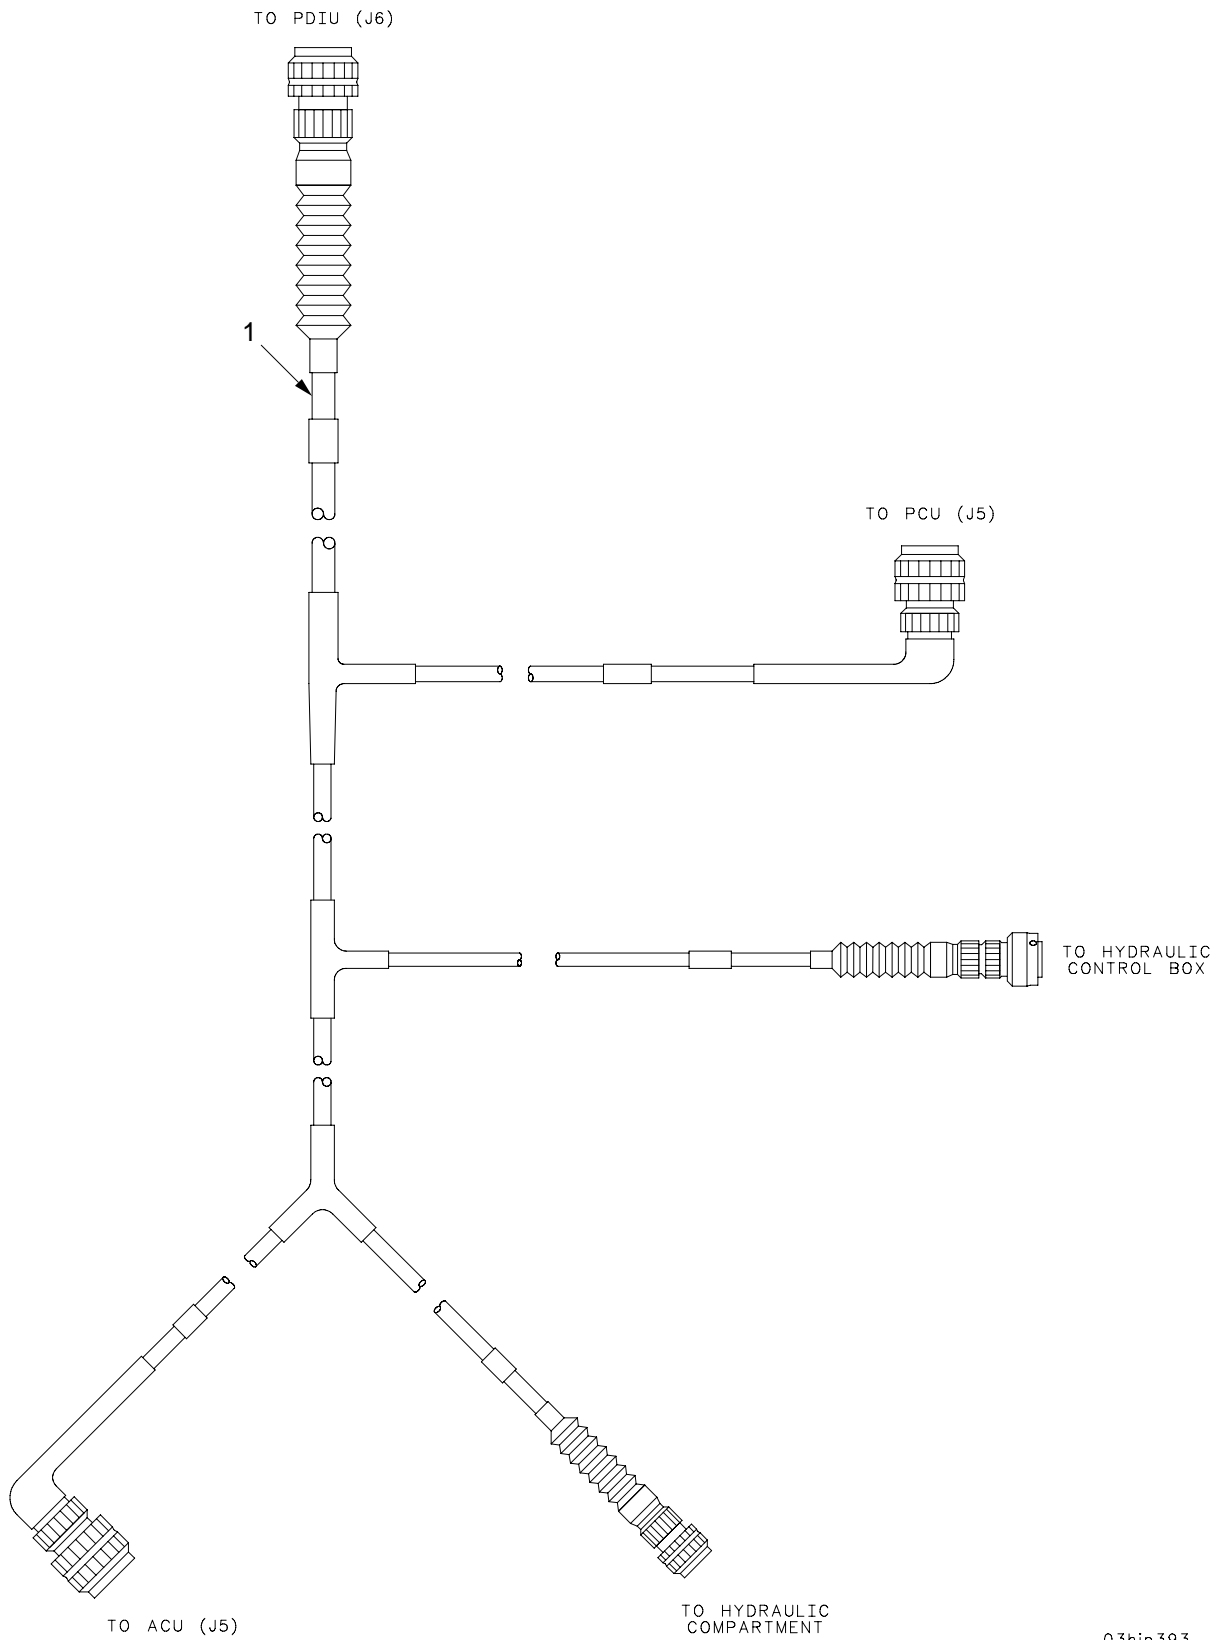 TO PDIU (J6)
1
TO PCU (J5)
TO HYDRAULIC
CONTROL BOX
TO ACU (J5)
TO HYDRAULIC
COMPARTMENT